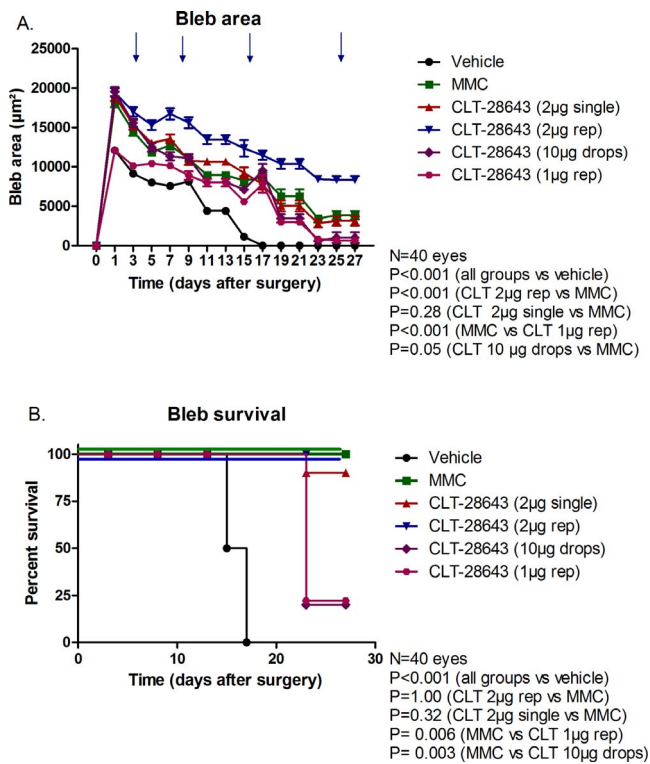 A.
Bleb area
25000
20000
15000
10000
5000
0
Bleb area (µm²)
0 1 3 5 7 9 11 13 15 17 19 21 23 25 27
Time (days after surgery)
Vehicle
MMC
CLT-28643 (2µg single)
CLT-28643 (2µg rep)
CLT-28643 (10µg drops)
CLT-28643 (1µg rep)
N=40 eyes
P<0.001 (all groups vs vehicle)
P<0.001 (CLT 2µg rep vs MMC)
P=0.28 (CLT 2µg single vs MMC)
P<0.001 (MMC vs CLT 1µg rep)
P=0.05 (CLT 10 µg drops vs MMC)
B.
Bleb survival
100
75
50
25
0
Percent survival
0 10 20 30
Time (days after surgery)
Vehicle
MMC
CLT-28643 (2µg single)
CLT-28643 (2µg rep)
CLT-28643 (10µg drops)
CLT-28643 (1µg rep)
N=40 eyes
P<0.001 (all groups vs vehicle)
P=1.00 (CLT 2µg rep vs MMC)
P=0.32 (CLT 2µg single vs MMC)
P= 0.006 (MMC vs CLT 1µg rep)
P= 0.003 (MMC vs CLT 10µg drops)